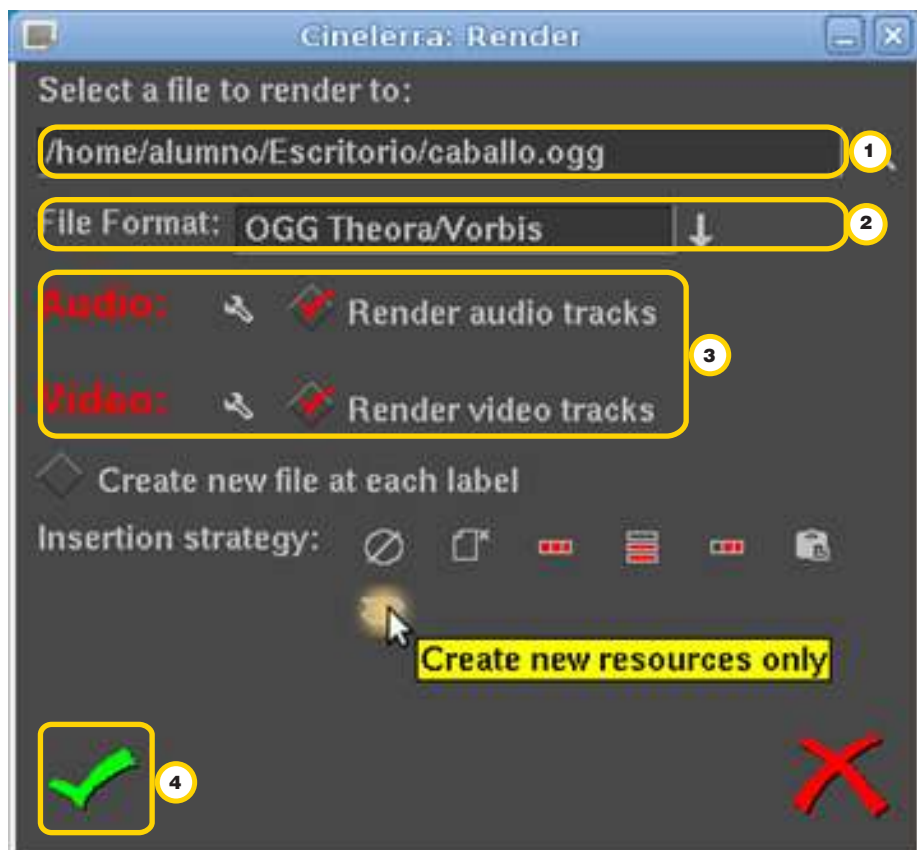 Cinelerra: Render
Select a file to render to:
/home/alumno/Escritorio/caballo.ogg
1
File Format: OGG Theora/Vorbis
2
Audio: Render audio tracks
3
Video: Render video tracks
Create new file at each label
Insertion strategy:
Create new resources only
4